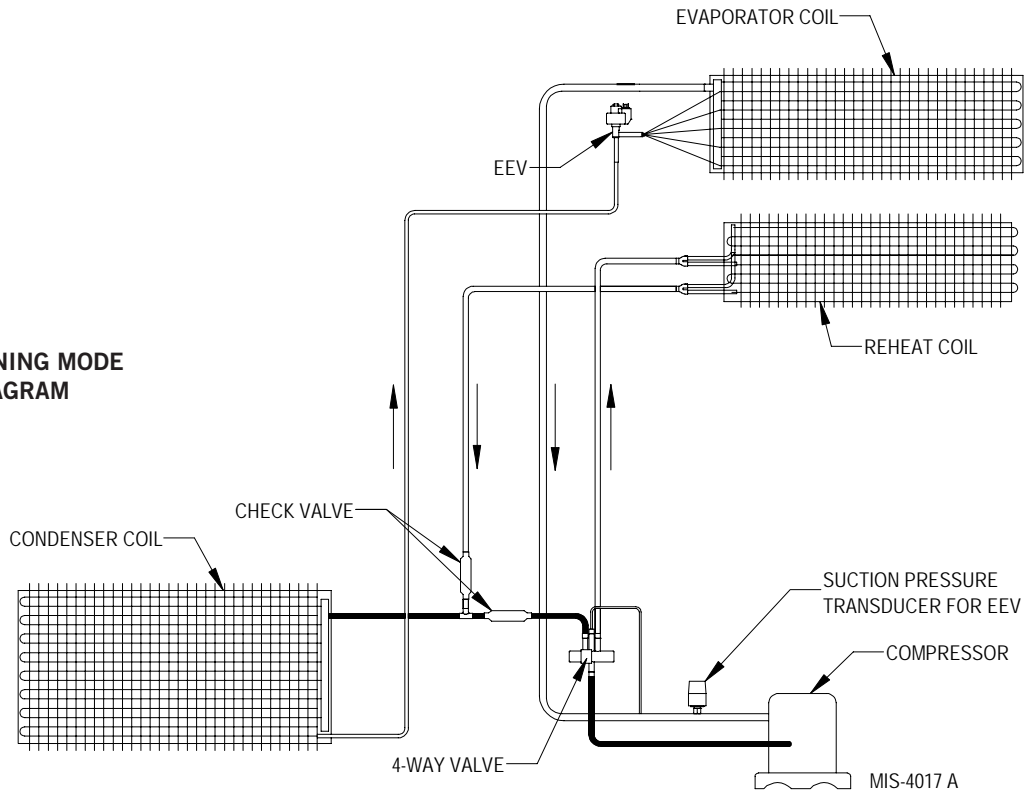 EVAPORATOR COIL
EEV
REHEAT COIL
NING MODE
AGRAM
CHECK VALVE
CONDENSER COIL
SUCTION PRESSURE
TRANSDUCER FOR EEV
COMPRESSOR
4-WAY VALVE
MIS-4017 A